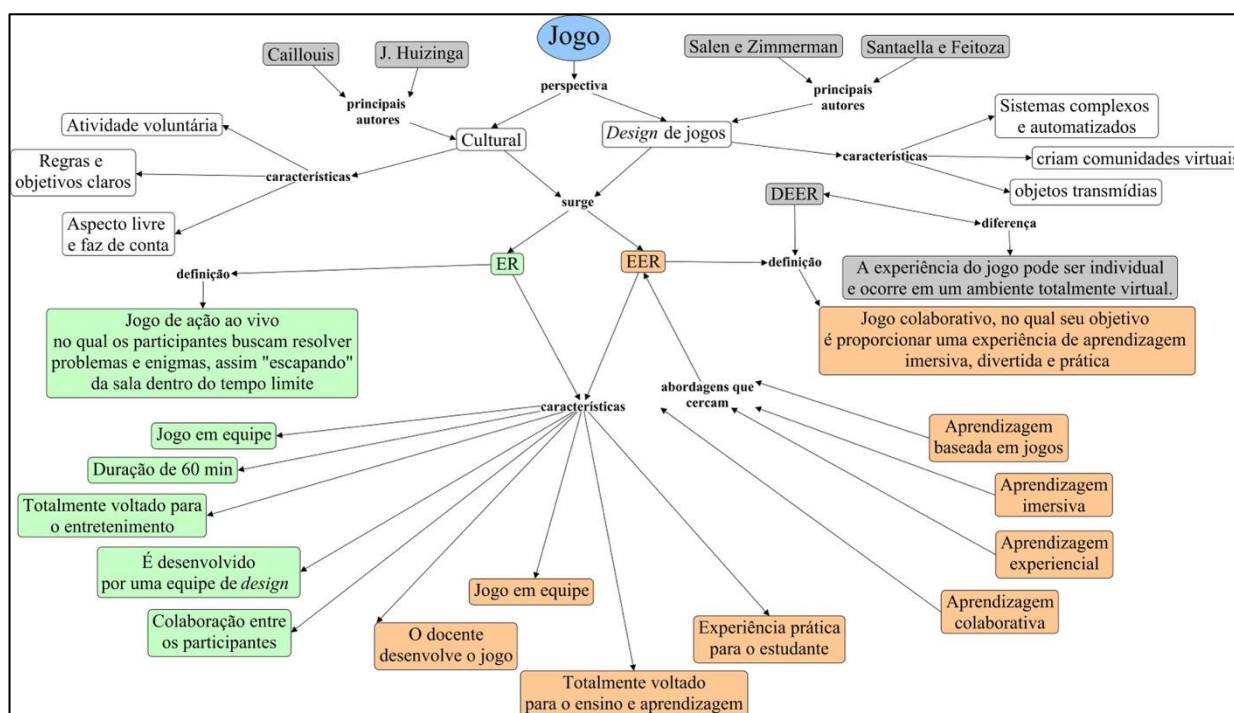 Jogo
Caillouis
J. Huizinga
Salen e Zimmerman
Santaella e Feitoza
perspectiva
principais
autores
principais
autores
Atividade voluntária
Cultural
Design de jogos
Sistemas complexos
e automatizados
Regras e
objetivos claros
características
características
criam comunidades virtuais
objetos transmídias
Aspecto livre
e faz de conta
surge
DEER
diferença
definição
ER
EER
definição
A experiência do jogo pode ser individual
e ocorre em um ambiente totalmente virtual.
Jogo de ação ao vivo
no qual os participantes buscam resolver
problemas e enigmas, assim "escapando"
da sala dentro do tempo limite
Jogo colaborativo, no qual seu objetivo
é proporcionar uma experiência de aprendizagem
imersiva, divertida e prática
características
abordagens que
cercam
Jogo em equipe
Duração de 60 min
Totalmente voltado para
o entretenimento
É desenvolvido
por uma equipe de design
Colaboração entre
os participantes
Jogo em equipe
O docente
desenvolve o jogo
Totalmente voltado
para o ensino e aprendizagem
Experiência prática
para o estudante
Aprendizagem
baseada em jogos
Aprendizagem
imersiva
Aprendizagem
experiencial
Aprendizagem
colaborativa